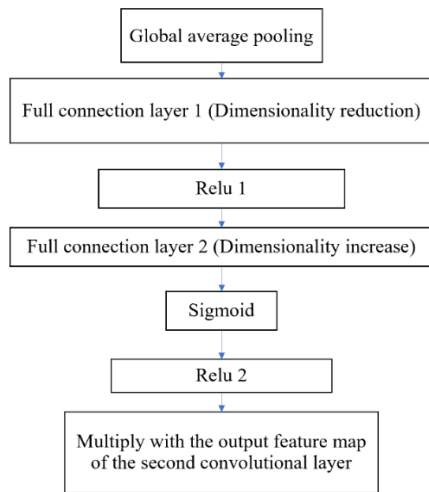 Global average pooling
Full connection layer 1 (Dimensionality reduction)
Relu 1
Full connection layer 2 (Dimensionality increase)
Sigmoid
Relu 2
Multiply with the output feature map
of the second convolutional layer